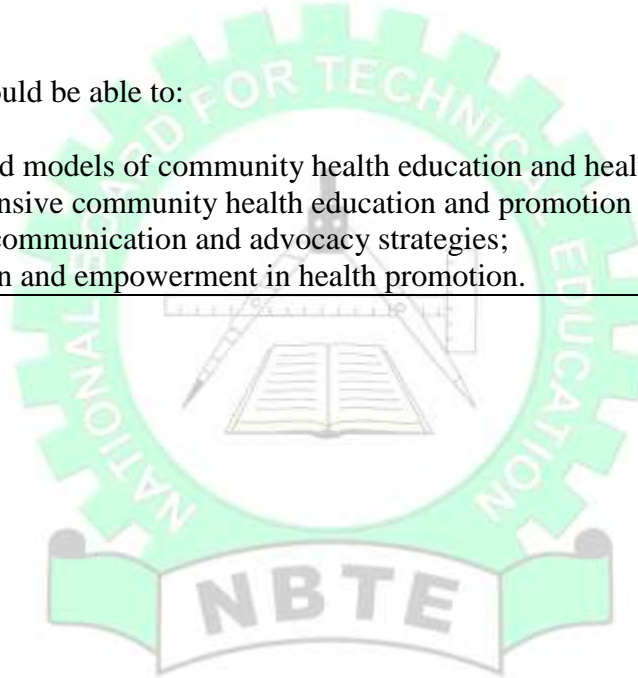 ould be able to:
d models of community health education and heal
ensive community health education and promotion
communication and advocacy strategies;
n and empowerment in health promotion.
NATIONAL BOARD FOR TECHNICAL EDUCATION
NBTE